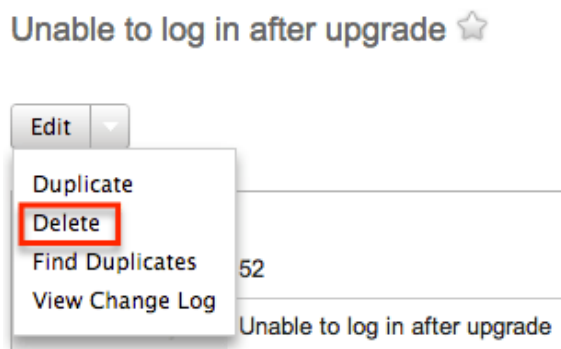 Unable to log in after upgrade
Edit
Duplicate
Delete
Find Duplicates
52
View Change Log
Unable to log in after upgrade